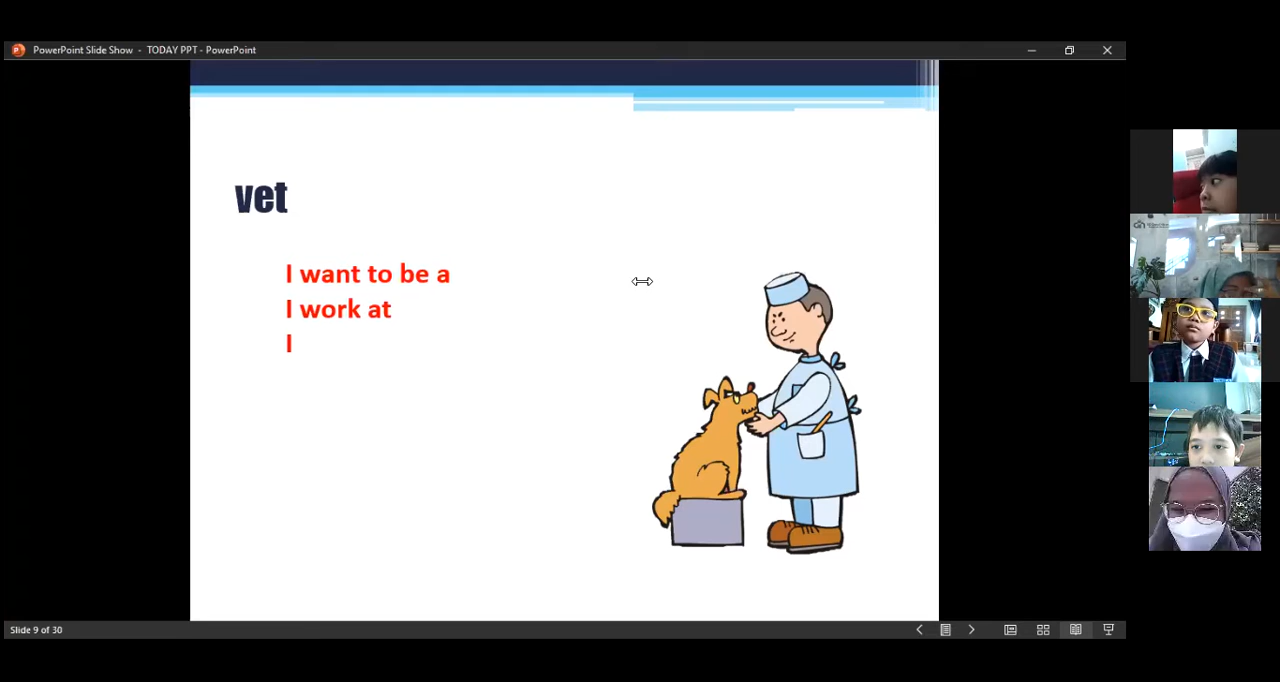 PowerPoint Slide Show - TODAY PPT - PowerPoint
vet
I want to be a
I work at
I
Slide 9 of 30